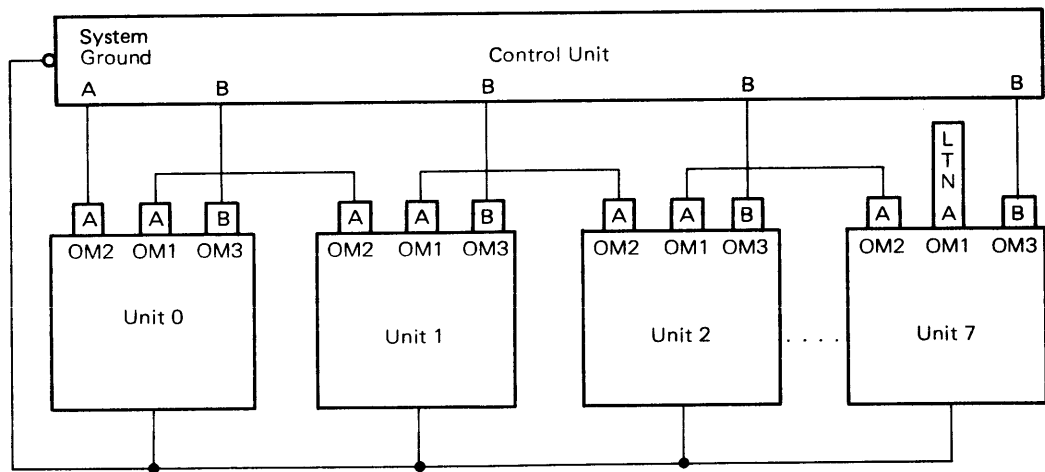 System
Ground
Control Unit
A B B B B
L
T
N
A A B A A B A A B A A B
OM2 OM1 OM3 OM2 OM1 OM3 OM2 OM1 OM3 OM2 OM1 OM3
Unit 0
Unit 1
Unit 2
. . . .
Unit 7